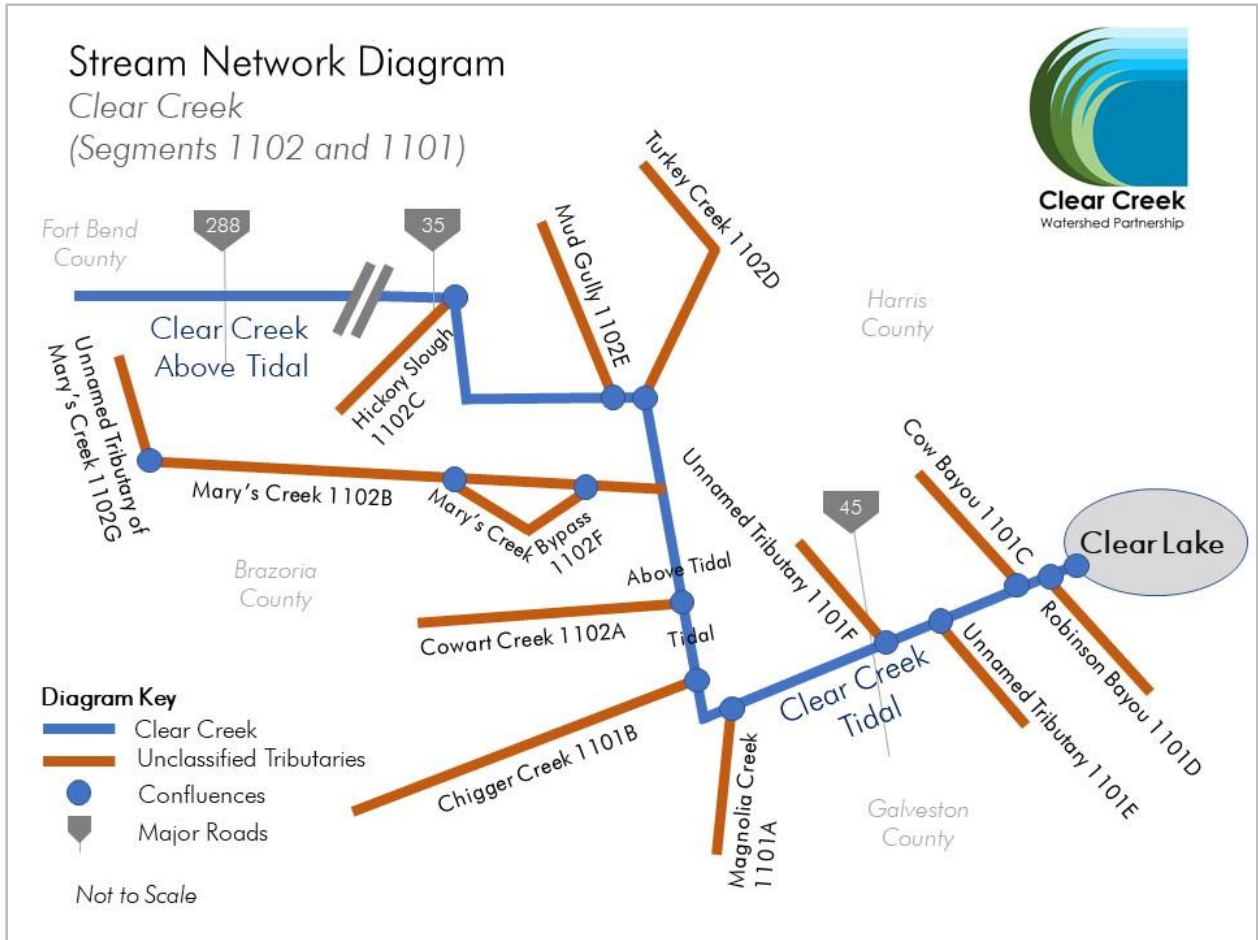 Stream Network Diagram
Clear Creek
(Segments 1102 and 1101)
Clear Creek
Watershed Partnership
Fort Bend
County
288
35
Mud Gully 1102E
Turkey Creek 1102D
Harris
County
Clear Creek
Above Tidal
Hickory Slough
1102C
Unnamed Tributary of
Mary's Creek 1102G
Mary's Creek 1102B
Mary's Creek Bypass
1102F
Brazoria
County
Above Tidal
Cowart Creek 1102A
Tidal
Unnamed Tributary 1101F
45
Cow Bayou 1101C
Clear Lake
Robinson Bayou 1101D
Unnamed Tributary 1101E
Clear Creek
Tidal
Chigger Creek 1101B
Magnolia Creek
1101A
Galveston
County
Diagram Key
Clear Creek
Unclassified Tributaries
Confluences
Major Roads
Not to Scale